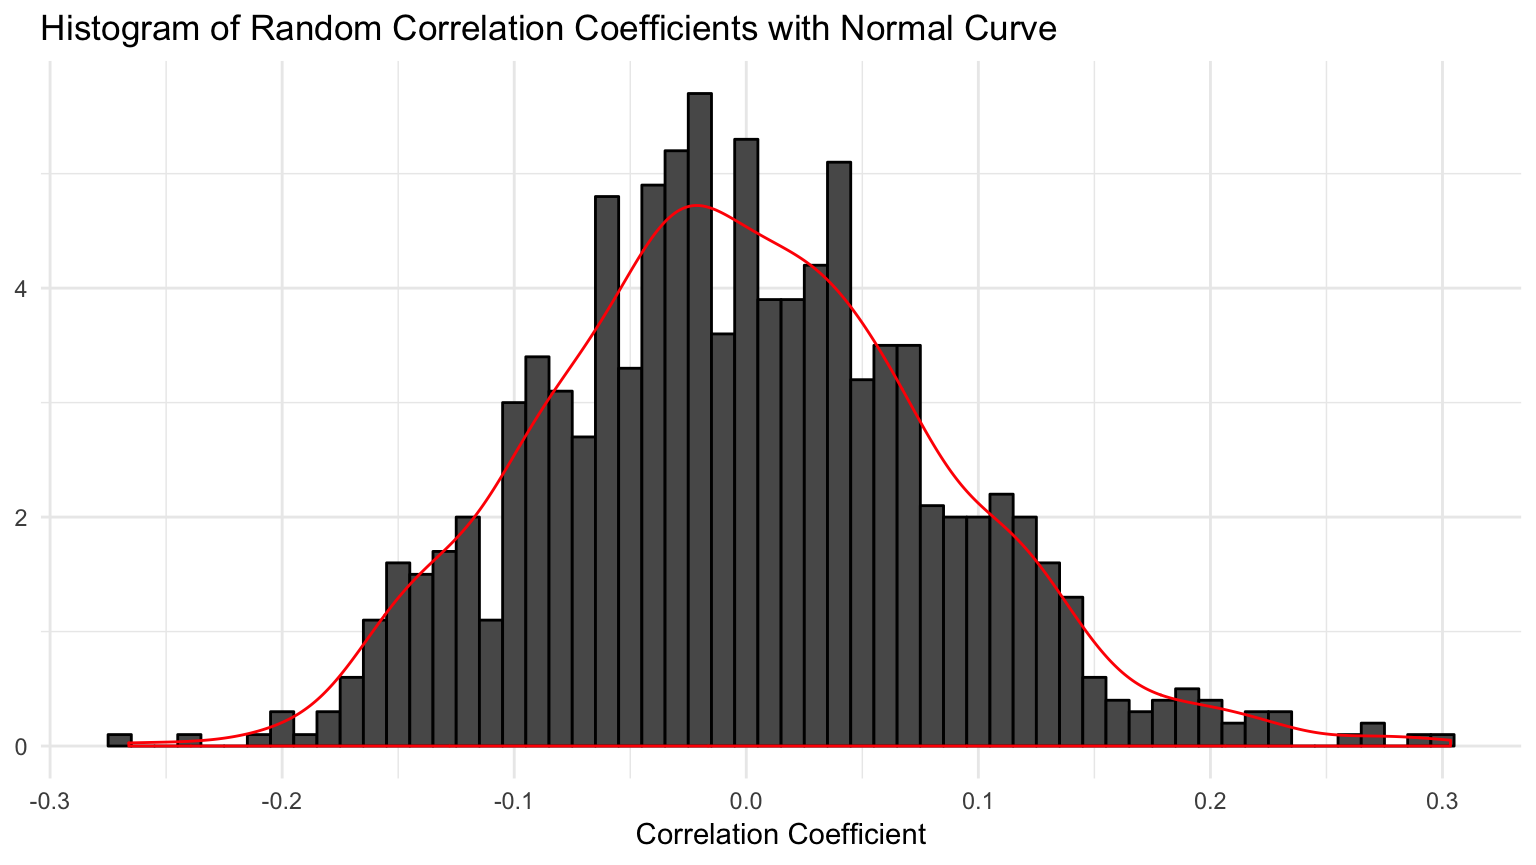 Histogram of Random Correlation Coefficients with Normal Curve
4
2
0
-0.3 -0.2 -0.1 0.0 0.1 0.2 0.3
Correlation Coefficient